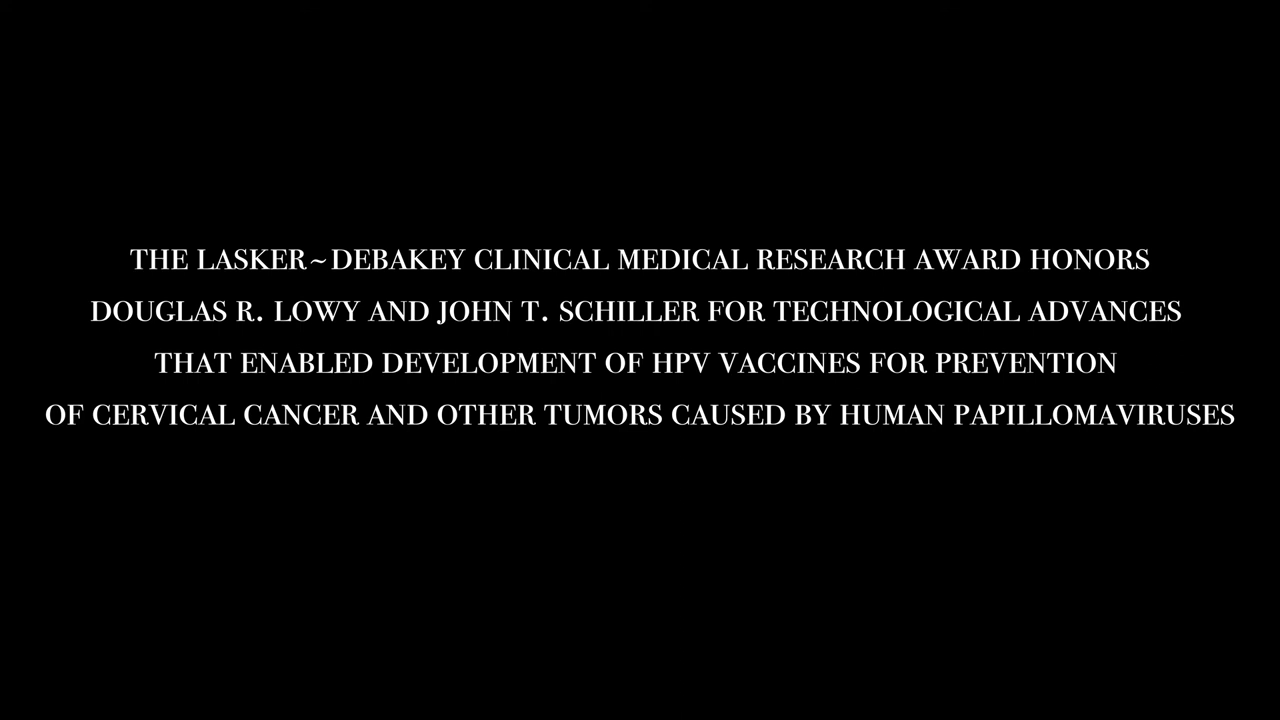 THE LASKER~DEBAKEY CLINICAL MEDICAL RESEARCH AWARD HONORS
DOUGLAS R. LOWY AND JOHN T. SCHILLER FOR TECHNOLOGICAL ADVANCES
THAT ENABLED DEVELOPMENT OF HPV VACCINES FOR PREVENTION
OF CERVICAL CANCER AND OTHER TUMORS CAUSED BY HUMAN PAPILLOMAVIRUSES